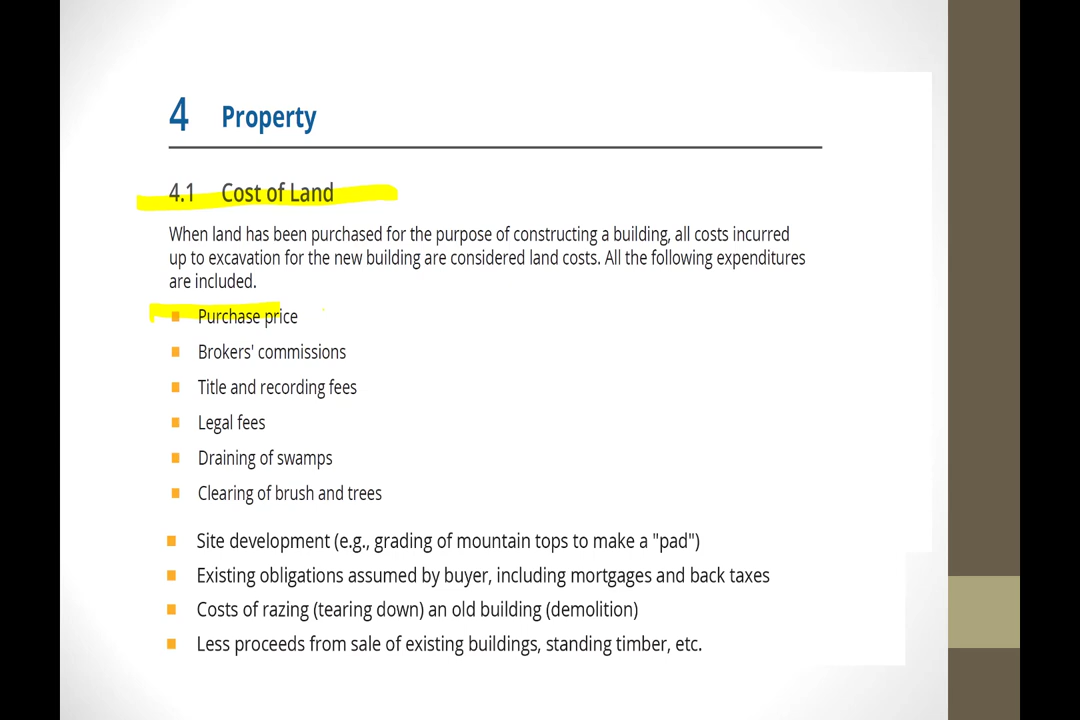 4 Property
4.1 Cost of Land
When land has been purchased for the purpose of constructing a building, all costs incurred
up to excavation for the new building are considered land costs. All the following expenditures
are included.
Purchase price
Brokers' commissions
Title and recording fees
Legal fees
Draining of swamps
Clearing of brush and trees
Site development (e.g., grading of mountain tops to make a "pad")
Existing obligations assumed by buyer, including mortgages and back taxes
Costs of razing (tearing down) an old building (demolition)
Less proceeds from sale of existing buildings, standing timber, etc.